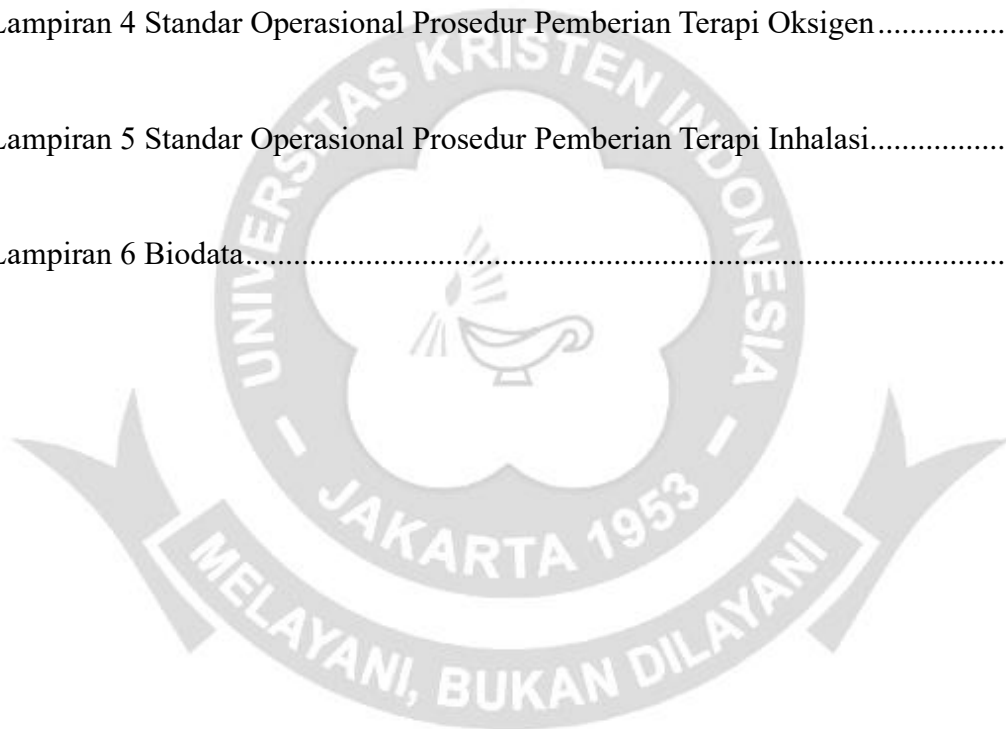 Lampiran 4 Standar Operasional Prosedur Pemberian Terapi Oksigen................
Lampiran 5 Standar Operasional Prosedur Pemberian Terapi Inhalasi.................
Lampiran 6 Biodata...............................................................................................
UNIVERSITAS KRISTEN INDONESIA
- JAKARTA 1953 -
MELAYANI, BUKAN DILAYANI